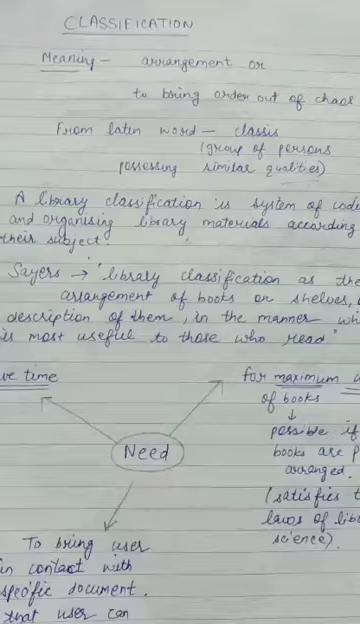 CLASSIFICATION
Meaning - arrangement or
to bring order out of chaos
From latin word - classis
(group of persons
possessing similar qualities)
A library classification is system of codi
and organising library materials according
their subject.
Sayers → "library classification as the
arrangement of books on shelves,
description of them, in the manner whi
is most useful to those who read"
ve time
for maximum u
of books
↓
possible if
books are p
arranged.
(satisfies t
laws of libr
science).
Need
To bring user
in contact with
specific document.
that user can